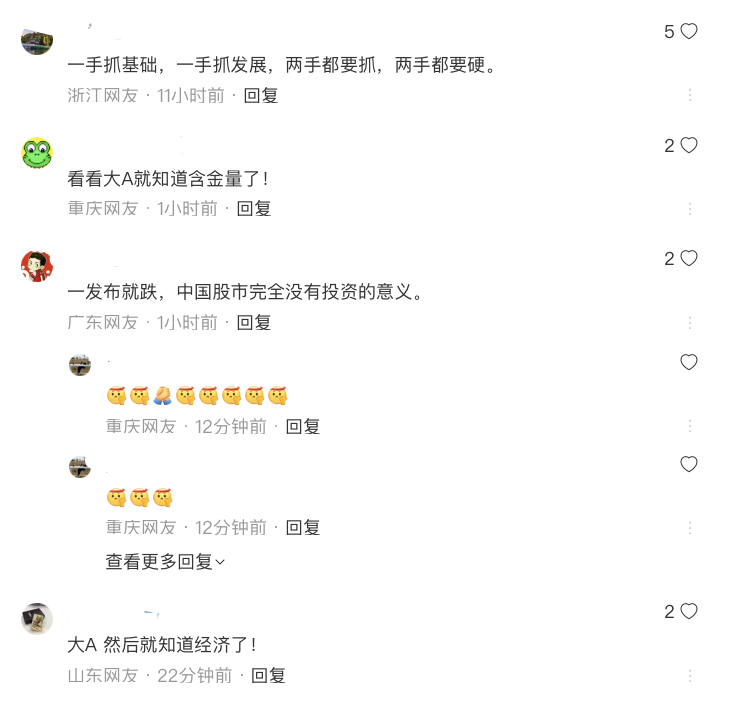 5
一手抓基础，一手抓发展，两手都要抓，两手都要硬。
浙江网友 · 11小时前 · 回复
2
看看大A就知道含金量了！
重庆网友 · 1小时前 · 回复
2
一发布就跌，中国股市完全没有投资的意义。
广东网友 · 1小时前 · 回复
重庆网友 · 12分钟前 · 回复
重庆网友 · 12分钟前 · 回复
查看更多回复
2
大A 然后就知道经济了！
山东网友 · 22分钟前 · 回复